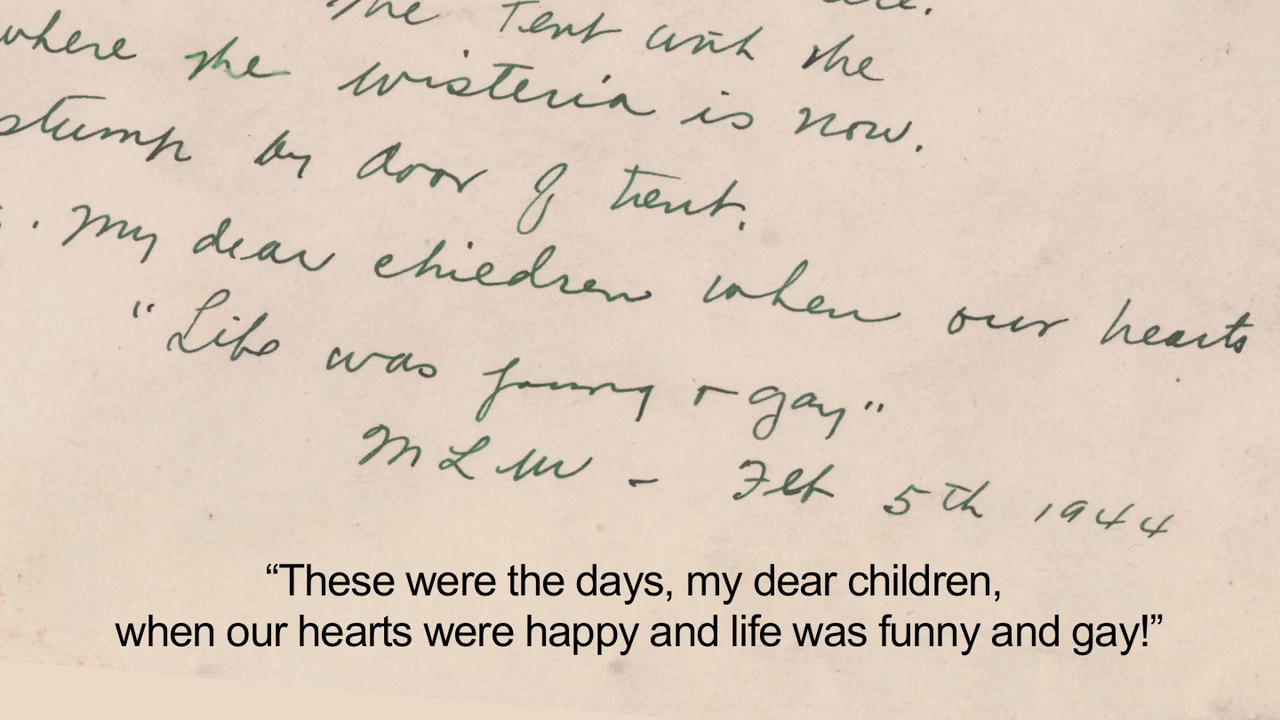 The Tent with the
where the wisteria is now.
stump by door of tent.
. My dear children when our hearts
"Life was funny + gay"
MLW – Feb 5th 1944
“These were the days, my dear children,
when our hearts were happy and life was funny and gay!”